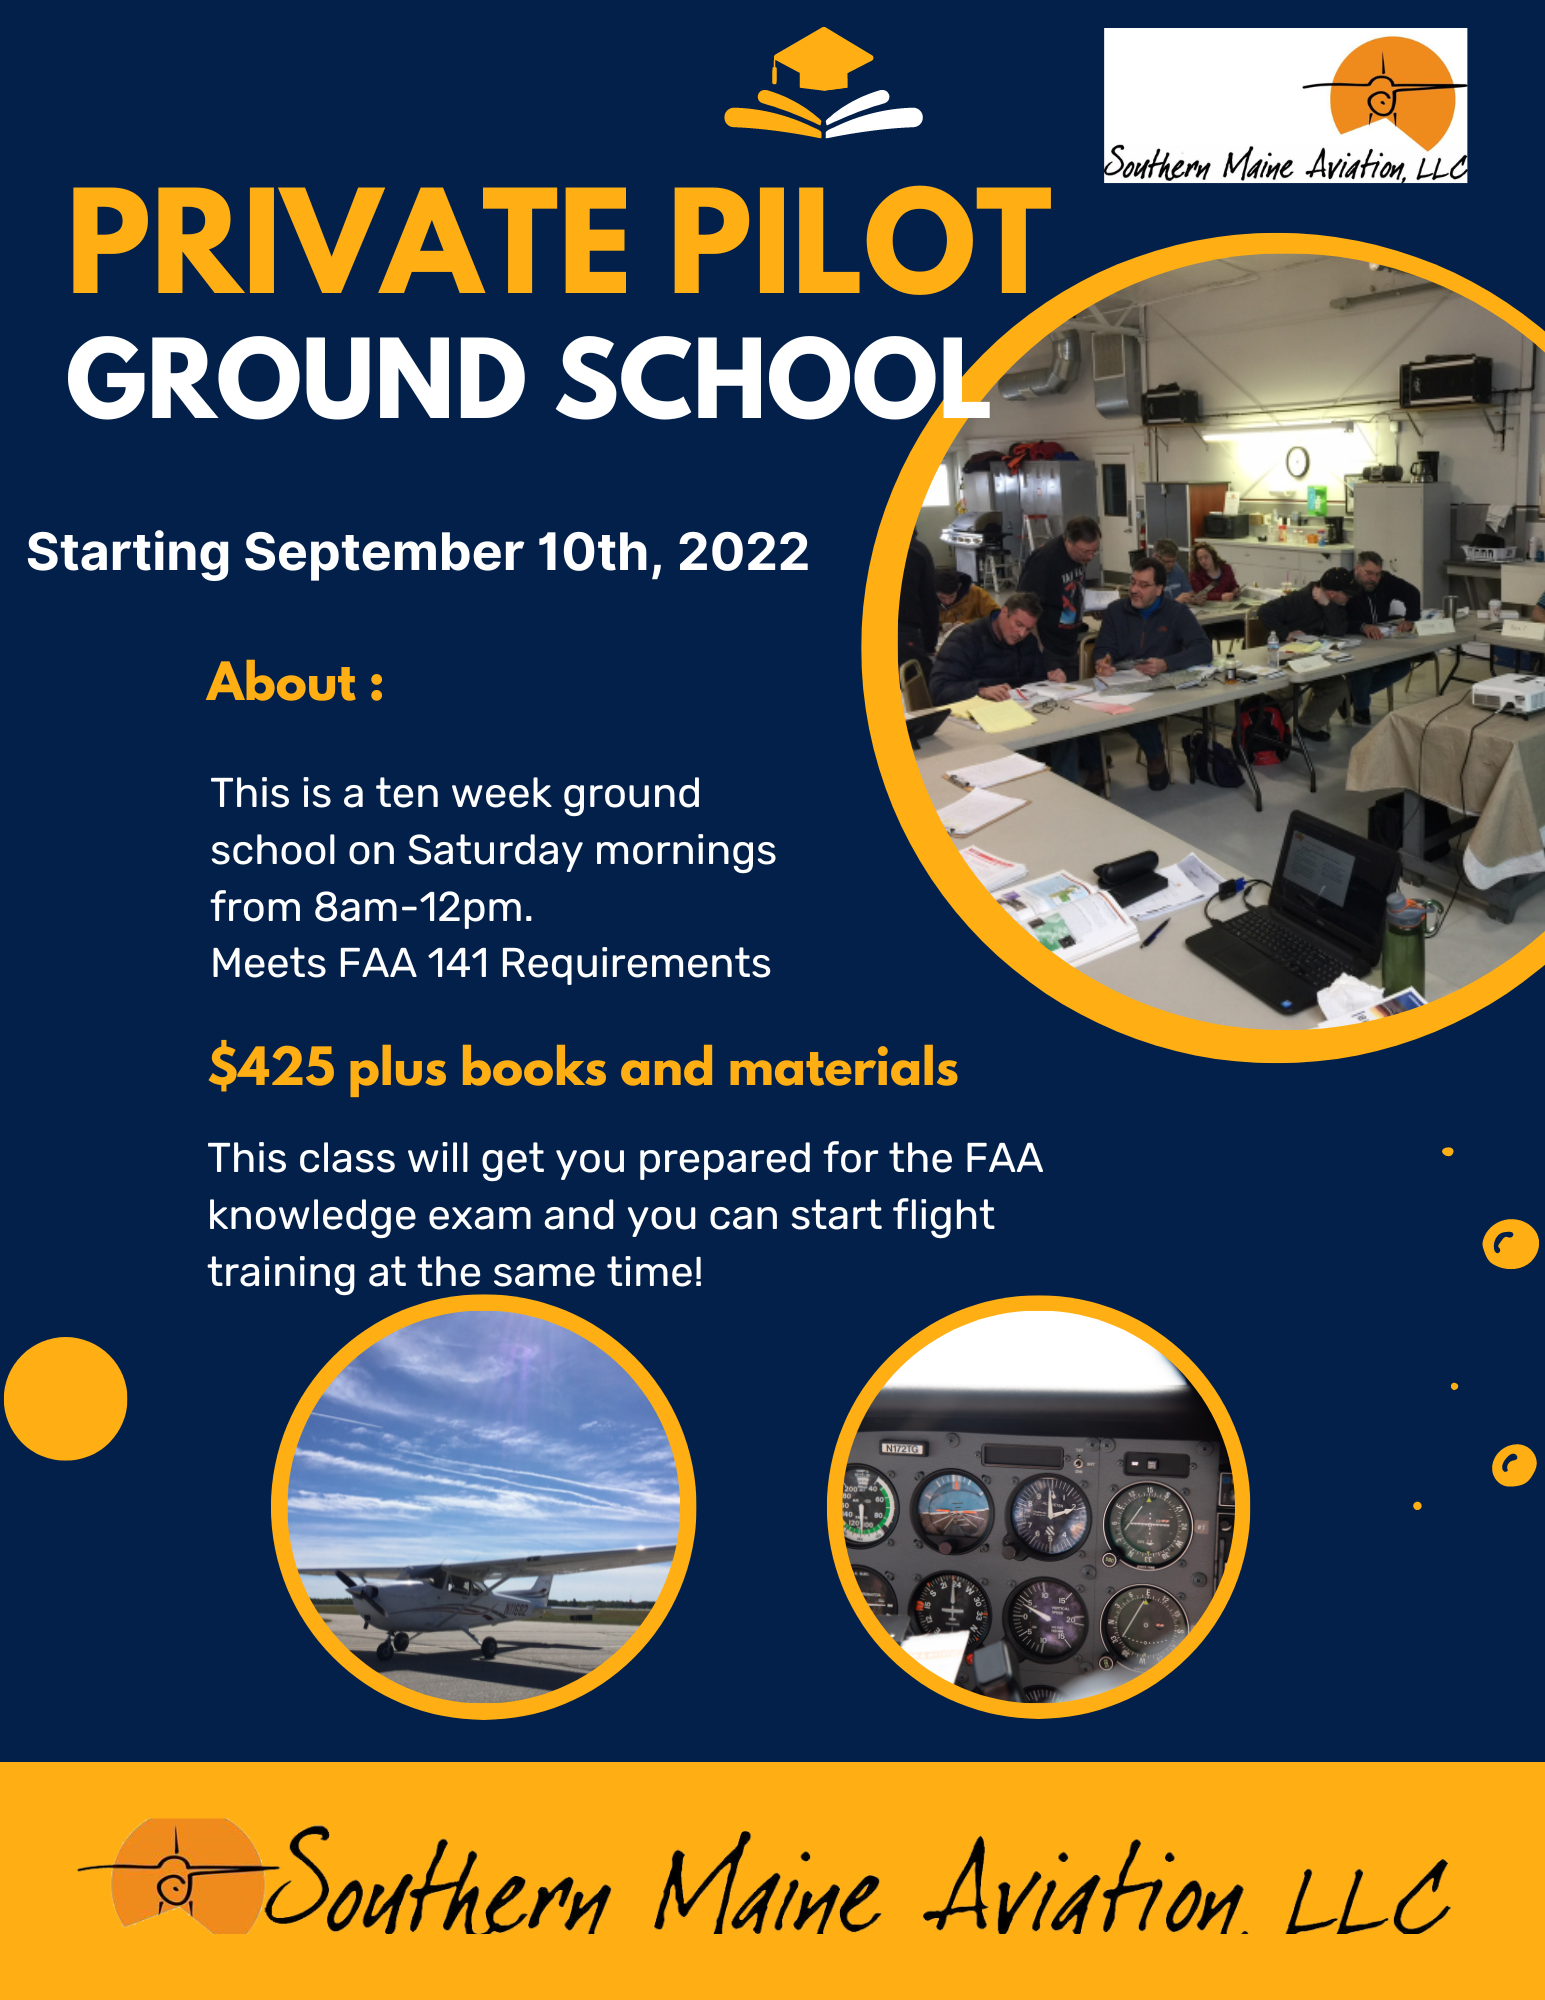 Southern Maine Aviation, LLC
PRIVATE PILOT
GROUND SCHOOL
Starting September 10th, 2022
About :
This is a ten week ground
school on Saturday mornings
from 8am-12pm.
Meets FAA 141 Requirements
$425 plus books and materials
This class will get you prepared for the FAA
knowledge exam and you can start flight
training at the same time!
N172TG
Southern Maine Aviation, LLC